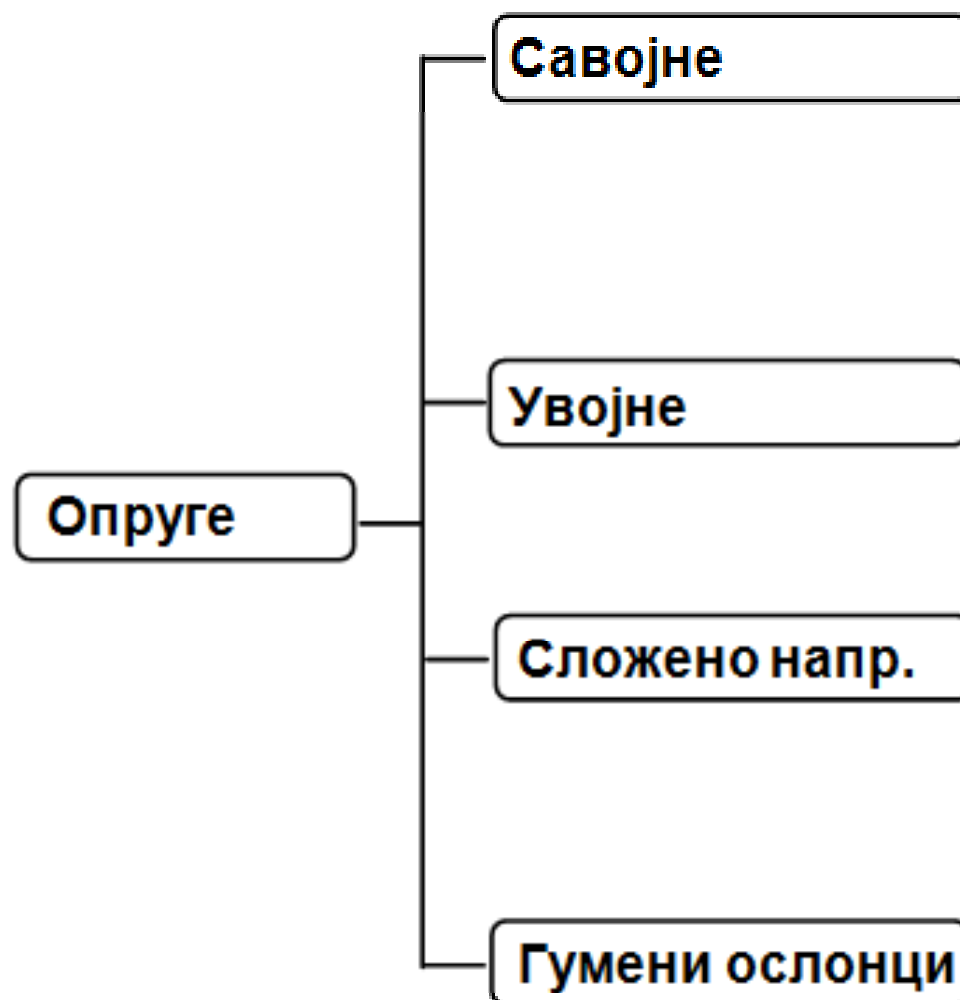 Савојне
Увојне
Опруге
Сложено напр.
Гумени ослонци